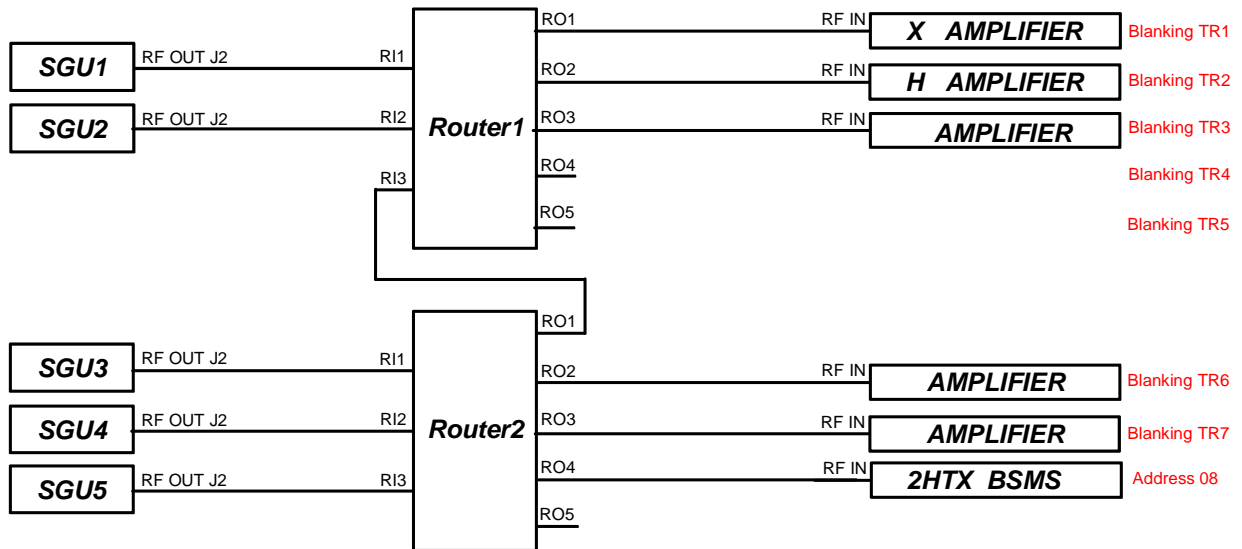 RO1 RF IN X AMPLIFIER Blanking TR1
SGU1 RF OUT J2 RI1
RO2 RF IN H AMPLIFIER Blanking TR2
SGU2 RF OUT J2 RI2 Router1 RO3 RF IN AMPLIFIER Blanking TR3
RI3 RO4 Blanking TR4
RO5 Blanking TR5
RO1
SGU3 RF OUT J2 RI1
RO2 RF IN AMPLIFIER Blanking TR6
SGU4 RF OUT J2 RI2 Router2 RO3 RF IN AMPLIFIER Blanking TR7
SGU5 RF OUT J2 RI3 RO4 RF IN 2HTX BSMS Address 08
RO5